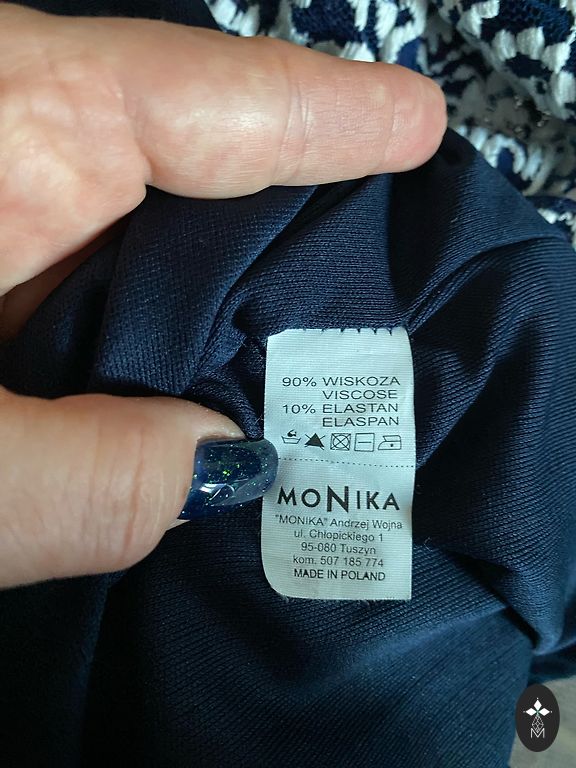 90% WISKOZA
VISCOSE
10% ELASTAN
ELASPAN
MONIKA
"MONIKA" Andrzej Wojna
ul. Chłopickiego 1
95-080 Tuszyn
kom. 507 185 774
MADE IN POLAND
M